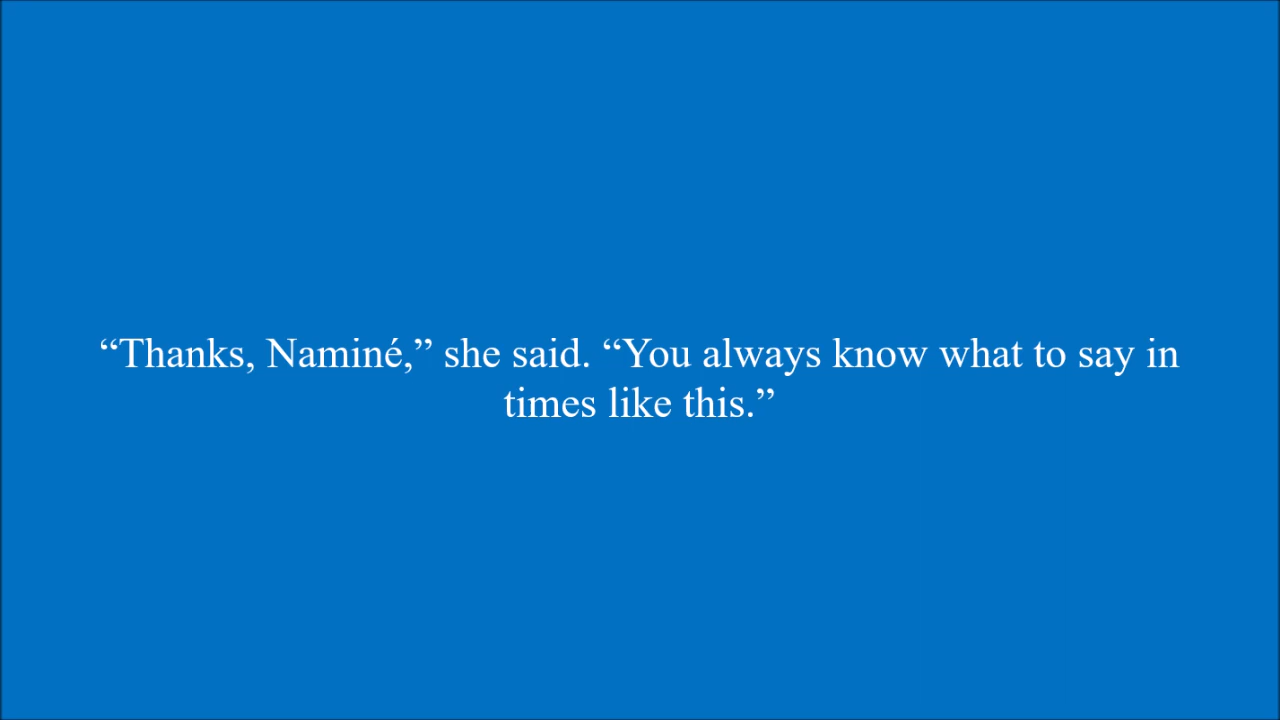 “Thanks, Naminé,” she said. “You always know what to say in
times like this.”